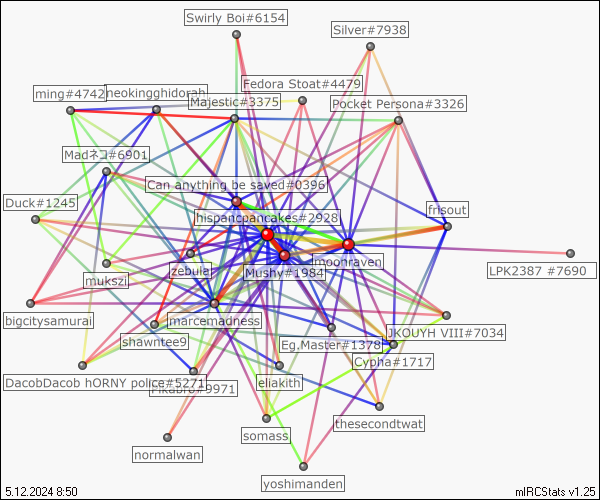 Swirly Boi#6154
Silver#7938
Fedora Stoat#4479
ming#4742
neokingghidorah
Majestic#3375
Pocket Persona#3326
Madネコ#6901
Can anything be saved#0396
Duck#1245
hispancpancakes#2928
frisout
zebula
Mushy#1984
moonraven
LPK2387 #7690
mukszi
bigcitysamurai
marcemadness
JKOUYH VIII#7034
shawntee9
Eg.Master#1378
Cypha#1717
DacobDacob hORNY police#5271
eliakith
thesecondtwat
somass
normalwan
yoshimanden
5.12.2024 8:50
mIRCStats v1.25